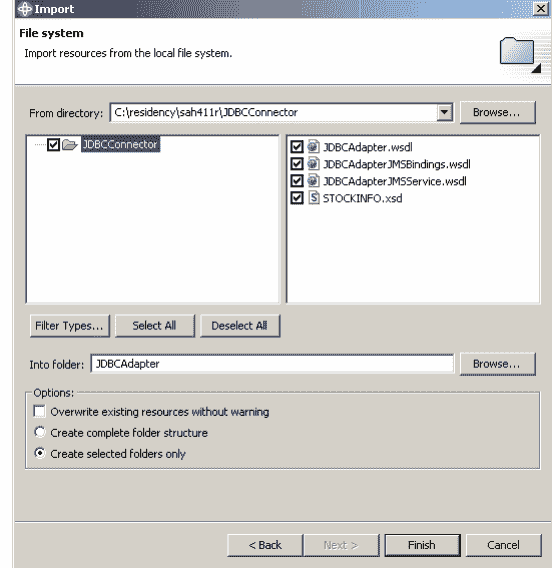 Import
File system
Import resources from the local file system.
From directory: C:\residency\sah411r\JDBCConnector
Browse...
JDBCConnector
JDBCAdapter.wsdl
JDBCAdapterJMSBindings.wsdl
JDBCAdapterJMSService.wsdl
STOCKINFO.xsd
Filter Types...
Select All
Deselect All
Into folder: JDBCAdapter
Browse...
Options:
Overwrite existing resources without warning
Create complete folder structure
Create selected folders only
< Back
Next >
Finish
Cancel